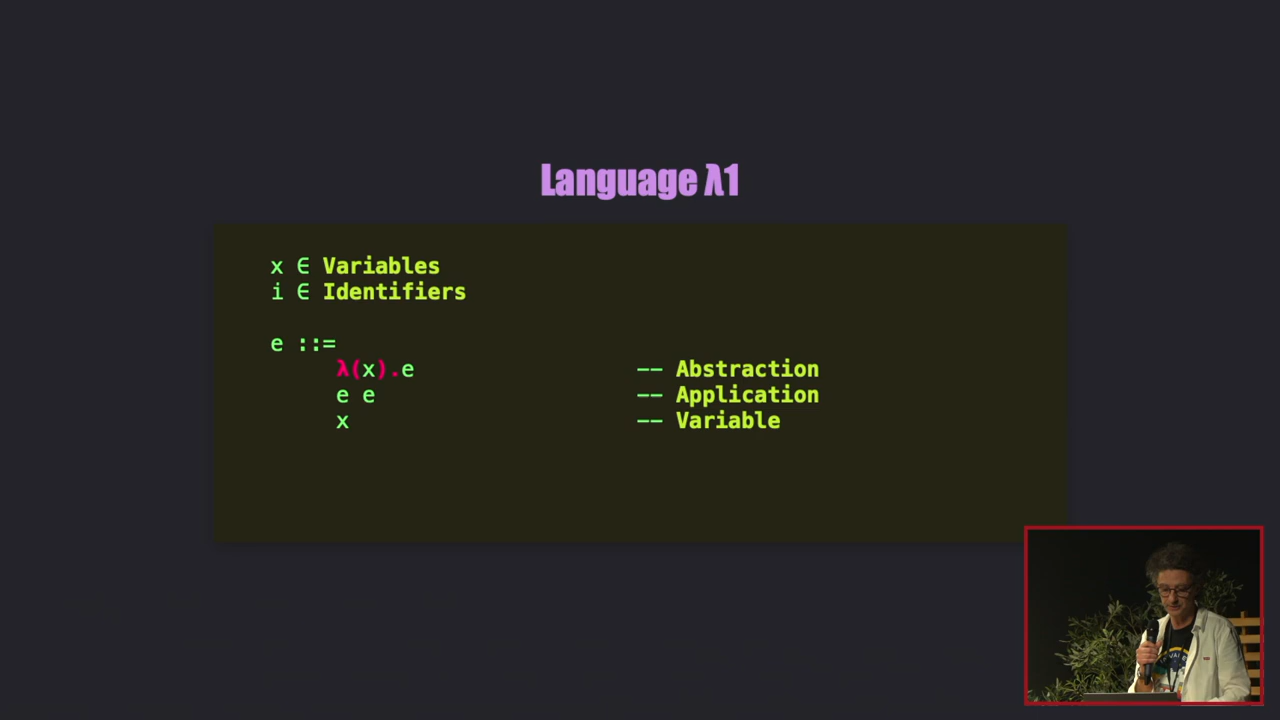 Language λ1
x ∈ Variables
i ∈ Identifiers
e ::=
λ(x).e -- Abstraction
e e -- Application
x -- Variable